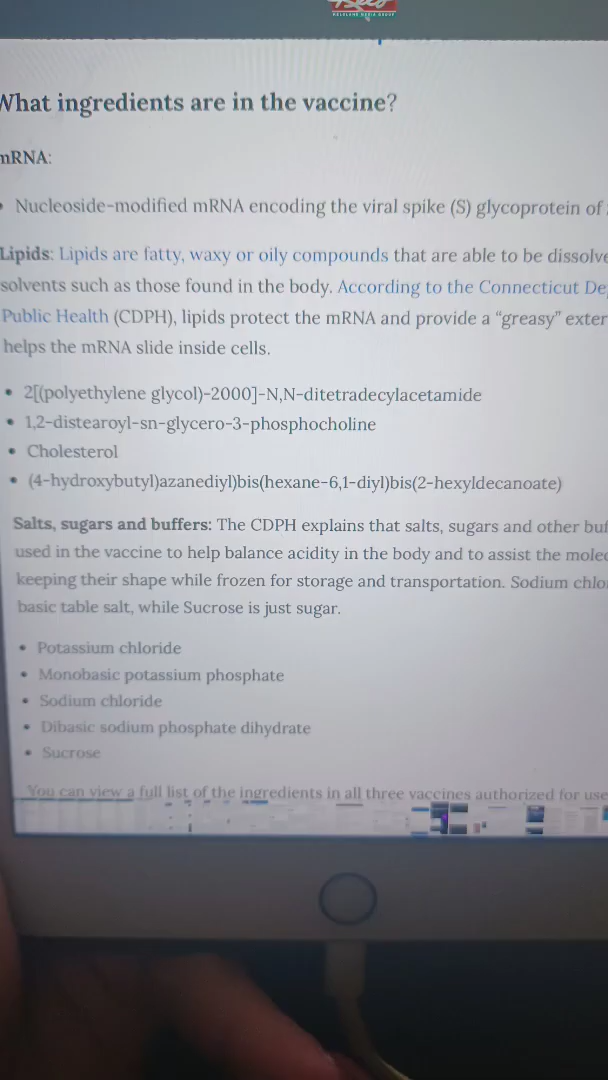 KELOLAND MEDIA GROUP
What ingredients are in the vaccine?
mRNA:
• Nucleoside-modified mRNA encoding the viral spike (S) glycoprotein of
Lipids: Lipids are fatty, waxy or oily compounds that are able to be dissolve
solvents such as those found in the body. According to the Connecticut De
Public Health (CDPH), lipids protect the mRNA and provide a “greasy” exter
helps the mRNA slide inside cells.
• 2[(polyethylene glycol)-2000]-N,N-ditetradecylacetamide
• 1,2-distearoyl-sn-glycero-3-phosphocholine
• Cholesterol
• (4-hydroxybutyl)azanediyl)bis(hexane-6,1-diyl)bis(2-hexyldecanoate)
Salts, sugars and buffers: The CDPH explains that salts, sugars and other buf
used in the vaccine to help balance acidity in the body and to assist the molec
keeping their shape while frozen for storage and transportation. Sodium chlo
basic table salt, while Sucrose is just sugar.
• Potassium chloride
• Monobasic potassium phosphate
• Sodium chloride
• Dibasic sodium phosphate dihydrate
• Sucrose
You can view a full list of the ingredients in all three vaccines authorized for use